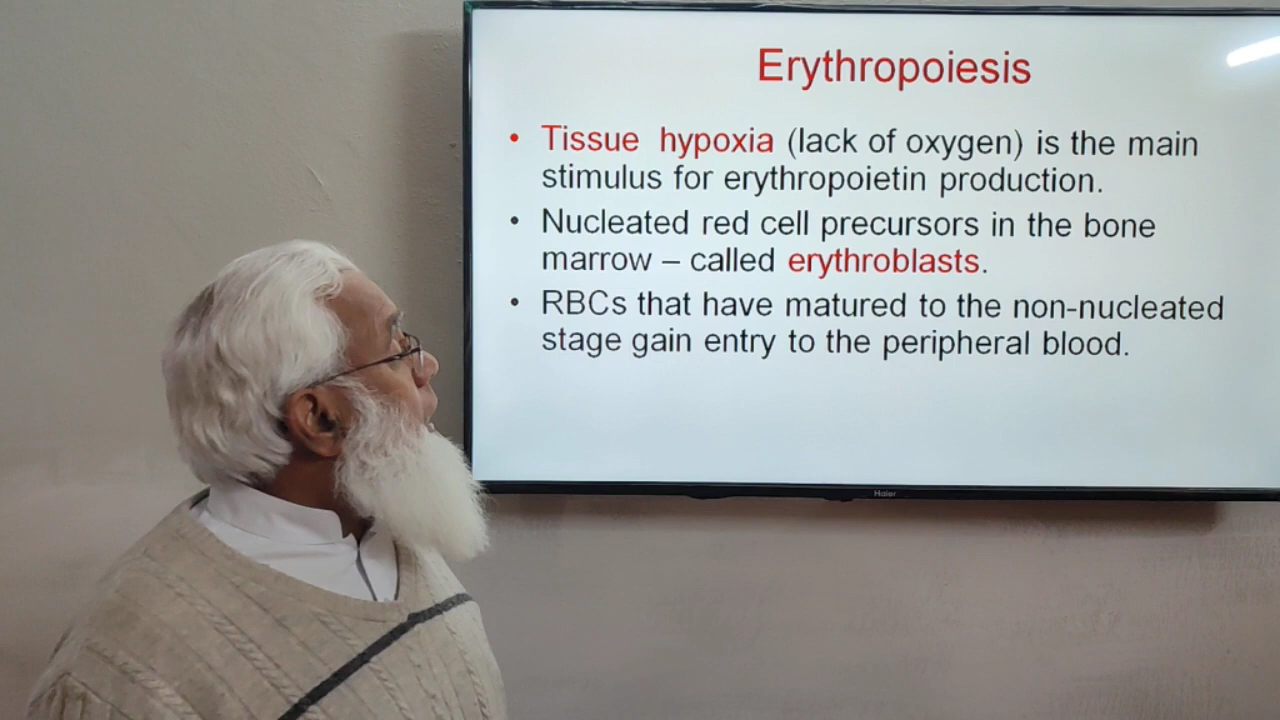 Erythropoiesis
• Tissue hypoxia (lack of oxygen) is the main
stimulus for erythropoietin production.
• Nucleated red cell precursors in the bone
marrow – called erythroblasts.
• RBCs that have matured to the non-nucleated
stage gain entry to the peripheral blood.
Haier